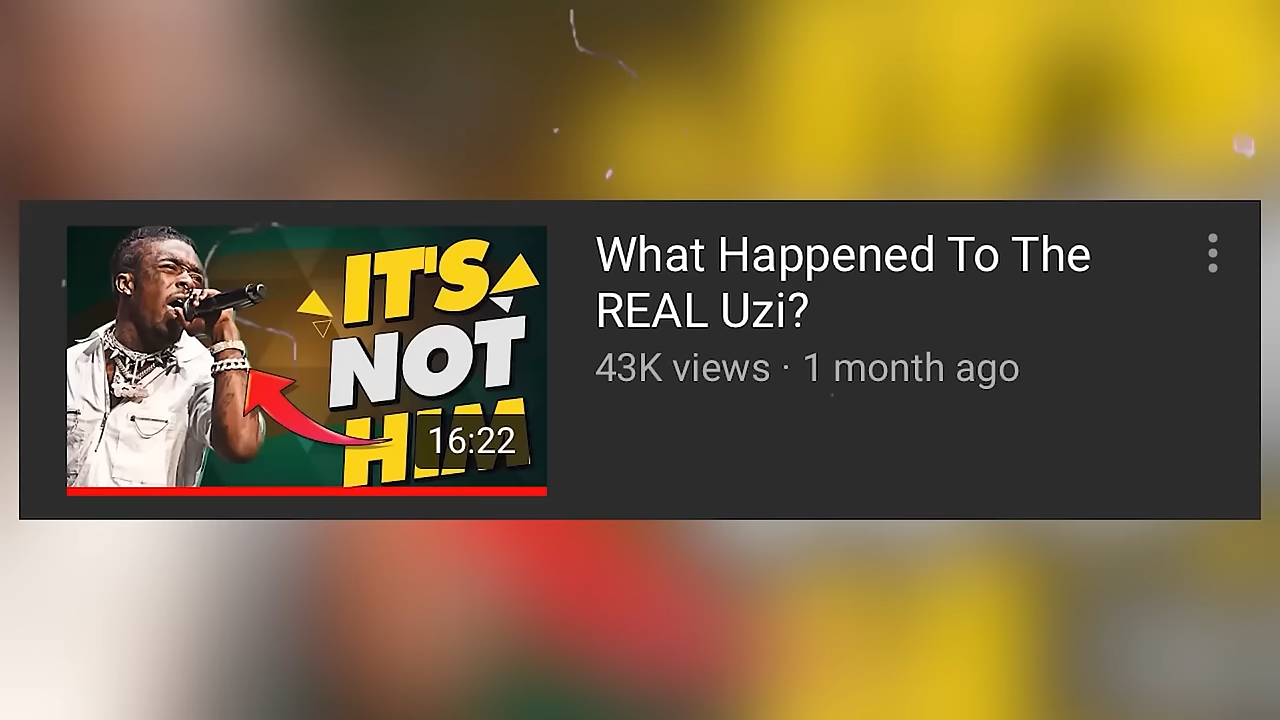 IT'S
NOT
HIM
16:22
What Happened To The
REAL Uzi?
43K views · 1 month ago